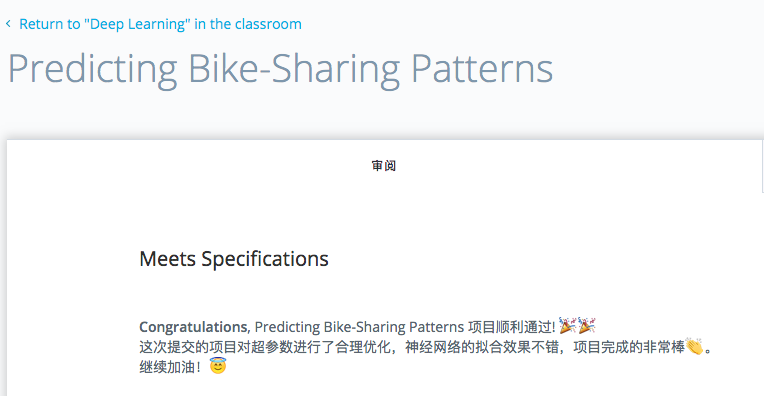 Return to "Deep Learning" in the classroom
Predicting Bike-Sharing Patterns
审阅
Meets Specifications
Congratulations, Predicting Bike-Sharing Patterns 项目顺利通过! 🎉🎉
这次提交的项目对超参数进行了合理优化，神经网络的拟合效果不错，项目完成的非常棒👏。
继续加油！😇